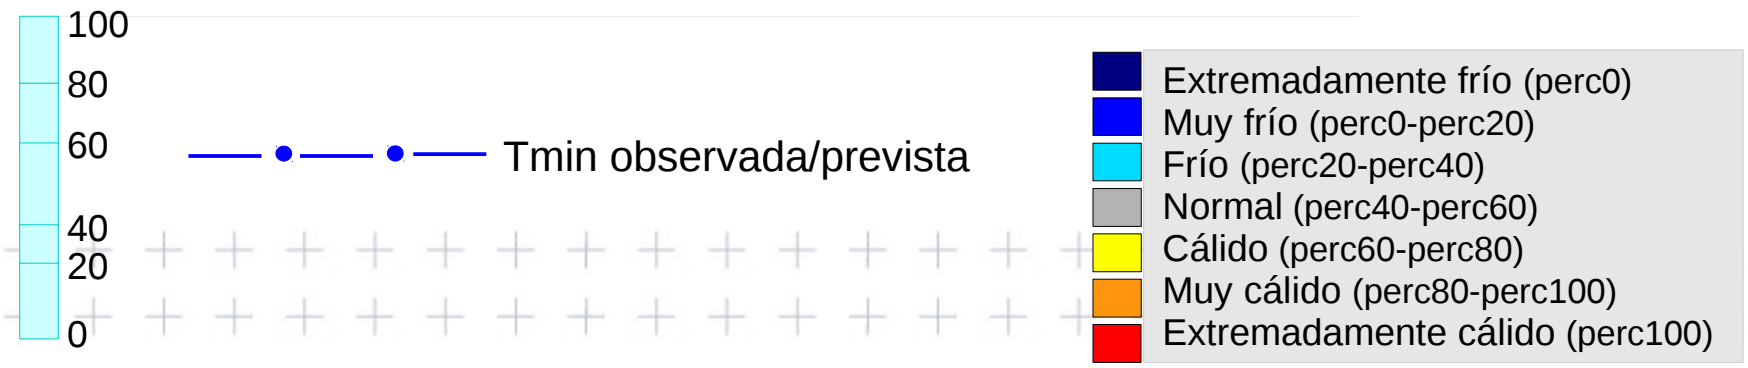 100
80
60
40
20
0
Tmin observada/prevista
Extremadamente frío (perc0)
Muy frío (perc0-perc20)
Frío (perc20-perc40)
Normal (perc40-perc60)
Cálido (perc60-perc80)
Muy cálido (perc80-perc100)
Extremadamente cálido (perc100)